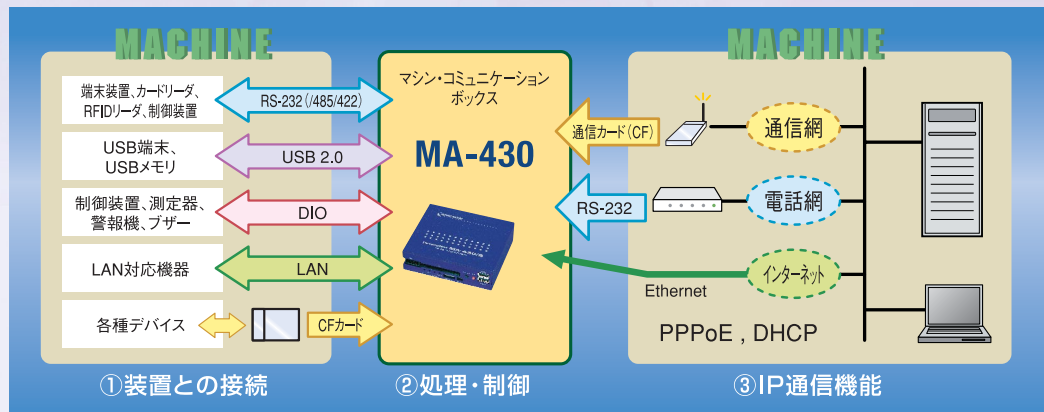 MACHINE
端末装置、カードリーダ、
RFIDリーダ、制御装置
RS-232(/485/422)
USB端末、
USBメモリ
USB 2.0
制御装置、測定器、
警報機、ブザー
DIO
LAN対応機器
LAN
各種デバイス
CFカード
①装置との接続
マシン・コミュニケーション
ボックス
MA-430
②処理・制御
MACHINE
通信カード(CF)
通信網
RS-232
電話網
インターネット
Ethernet
PPPoE , DHCP
③IP通信機能